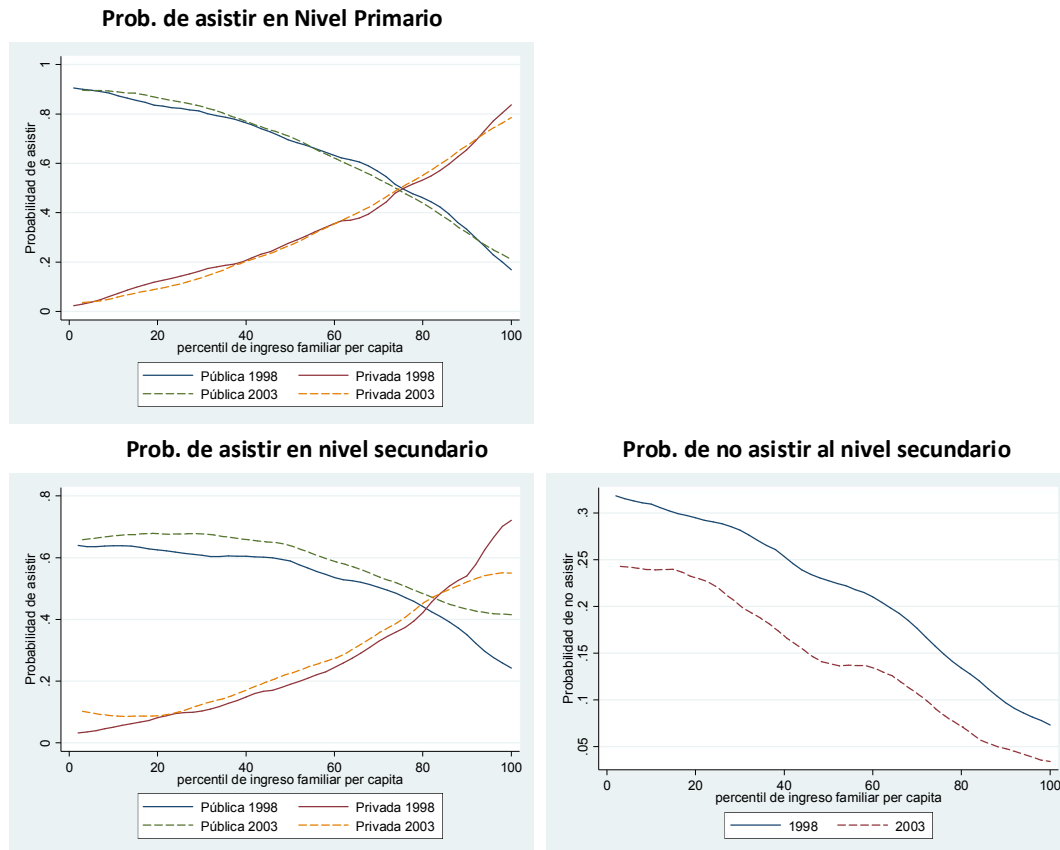 Prob. de asistir en Nivel Primario
Probabilidad de asistir
1
.8
.6
.4
.2
0
0 20 40 60 80 100
percentil de ingreso familiar per capita
Pública 1998 Privada 1998
Pública 2003 Privada 2003
Prob. de asistir en nivel secundario
Probabilidad de asistir
.8
.6
.4
.2
0
0 20 40 60 80 100
percentil de ingreso familiar per capita
Pública 1998 Privada 1998
Pública 2003 Privada 2003
Prob. de no asistir al nivel secundario
Probabilidad de no asistir
.3
.25
.2
.15
.1
.05
0 20 40 60 80 100
percentil de ingreso familiar per capita
1998 2003